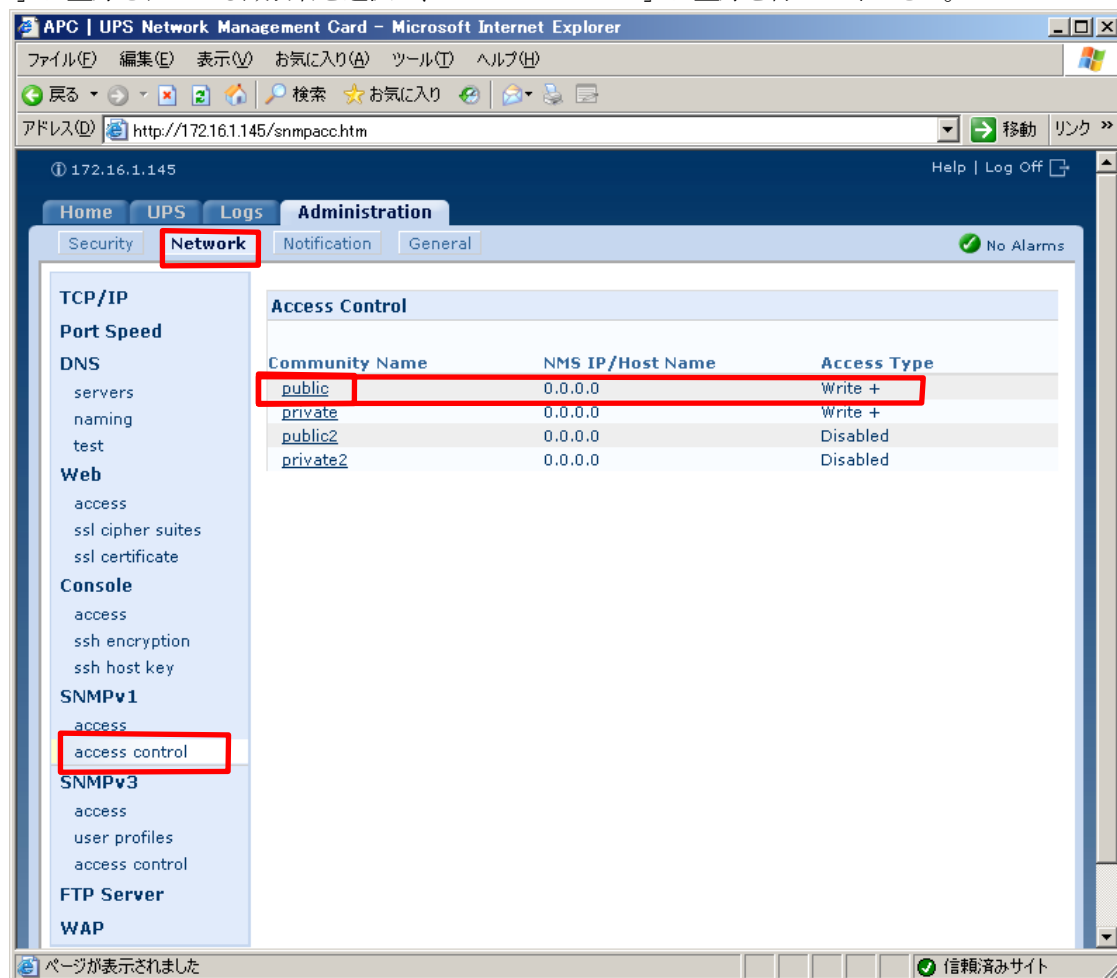 APC | UPS Network Management Card - Microsoft Internet Explorer
ファイル(F) 編集(E) 表示(V) お気に入り(A) ツール(T) ヘルプ(H)
戻る 検索 お気に入り
アドレス(D) http://172.16.1.145/snmpacc.htm 移動 リンク »
172.16.1.145 Help | Log Off
Home UPS Logs Administration
Security Network Notification General No Alarms
TCP/IP
Port Speed
DNS
servers
naming
test
Web
access
ssl cipher suites
ssl certificate
Console
access
ssh encryption
ssh host key
SNMPv1
access
access control
SNMPv3
access
user profiles
access control
FTP Server
WAP
Access Control
Community Name NMS IP/Host Name Access Type
public 0.0.0.0 Write +
private 0.0.0.0 Write +
public2 0.0.0.0 Disabled
private2 0.0.0.0 Disabled
ページが表示されました 信頼済みサイト